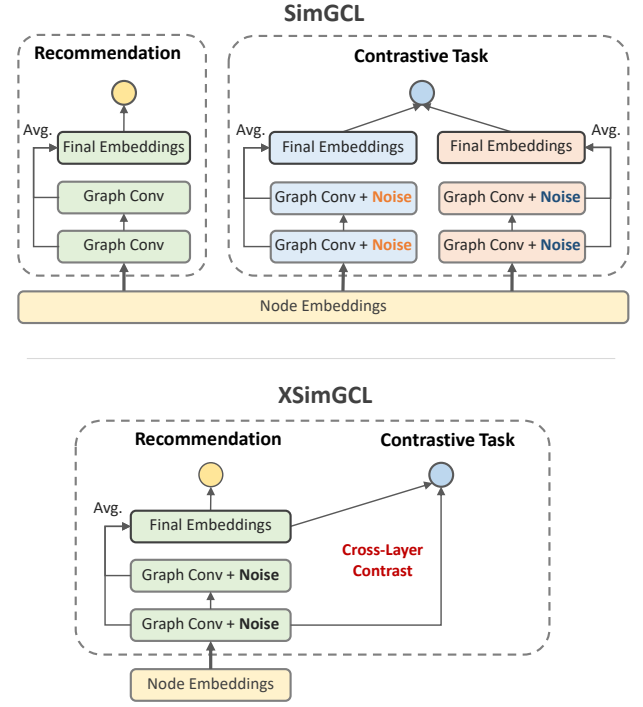 SimGCL
Recommendation
Contrastive Task
Avg.
Final Embeddings
Graph Conv
Graph Conv
Avg.
Final Embeddings
Graph Conv + Noise
Graph Conv + Noise
Avg.
Final Embeddings
Graph Conv + Noise
Graph Conv + Noise
Node Embeddings
XSimGCL
Recommendation
Contrastive Task
Avg.
Final Embeddings
Graph Conv + Noise
Graph Conv + Noise
Cross-Layer
Contrast
Node Embeddings